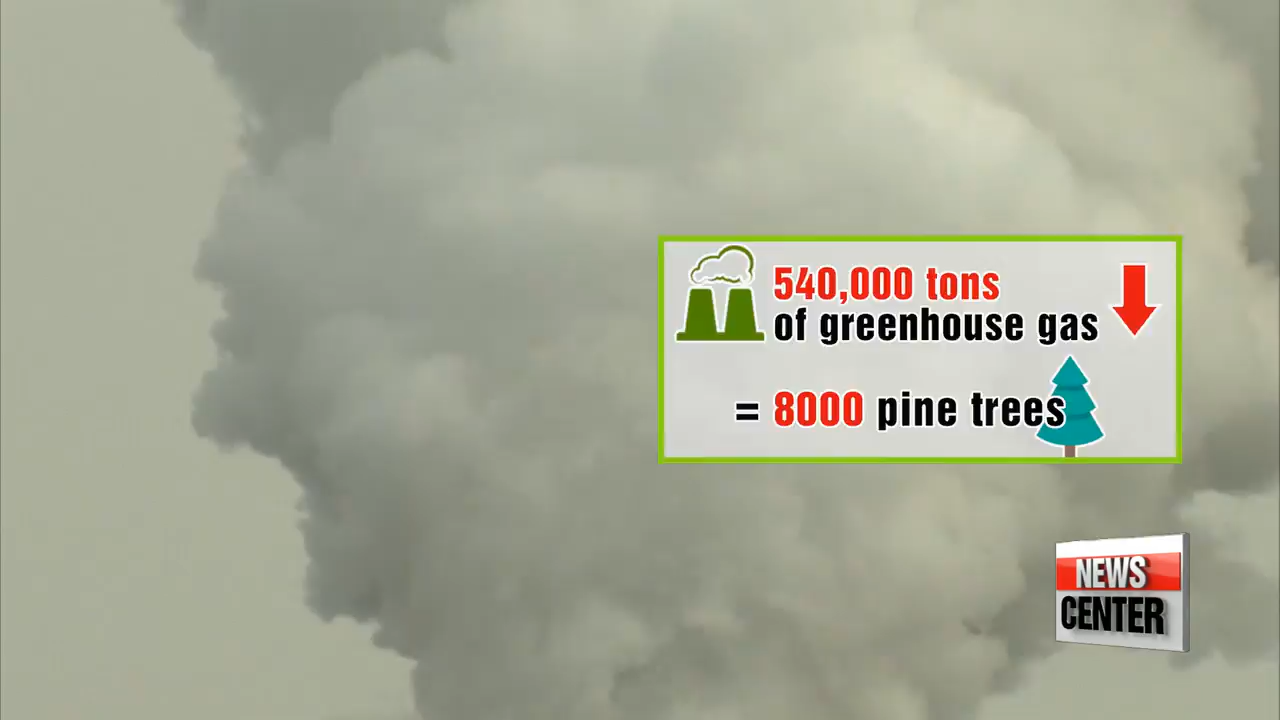 540,000 tons
of greenhouse gas
= 8000 pine trees
NEWS
CENTER